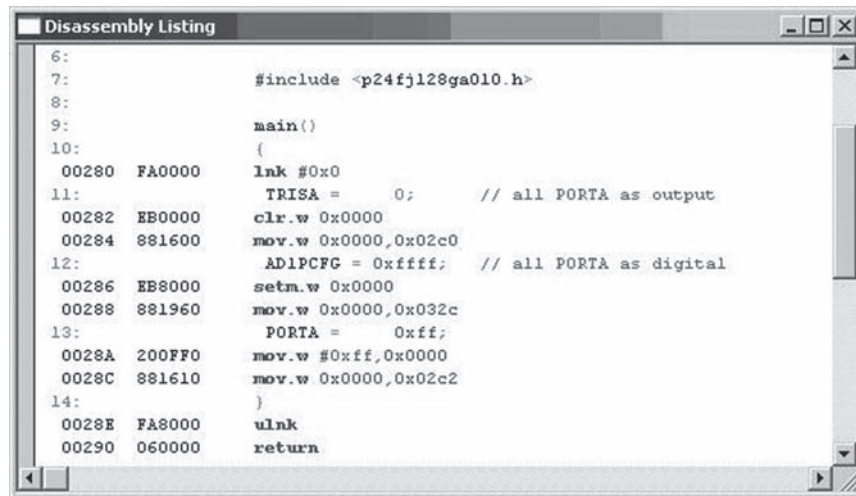 Disassembly Listing
6:
7: #include <p24fj128ga010.h>
8:
9: main()
10: {
00280 FA0000 lnk #0x0
11: TRISA = 0; // all PORTA as output
00282 EB0000 clr.w 0x0000
00284 881600 mov.w 0x0000,0x02c0
12: AD1PCFG = 0xffff; // all PORTA as digital
00286 EB8000 setm.w 0x0000
00288 881960 mov.w 0x0000,0x032c
13: PORTA = 0xff;
0028A 200FF0 mov.w #0xff,0x0000
0028C 881610 mov.w 0x0000,0x02c2
14: }
0028E FA8000 ulnk
00290 060000 return